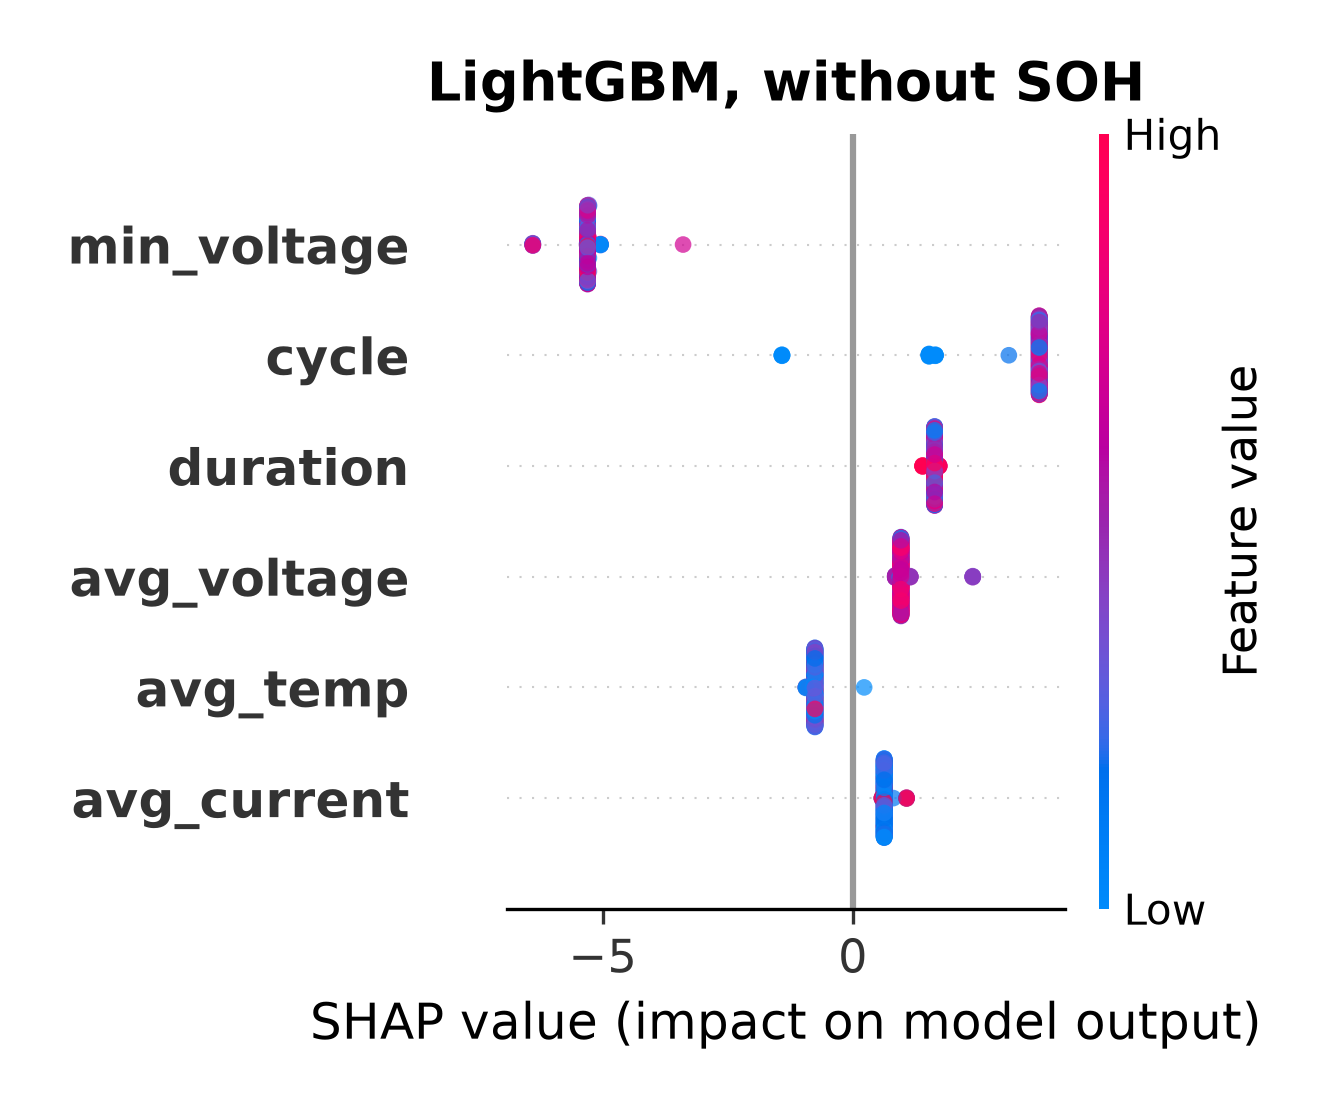 LightGBM, without SOH
High
min_voltage
cycle
duration
avg_voltage
avg_temp
avg_current
Feature value
Low
−5
0
SHAP value (impact on model output)